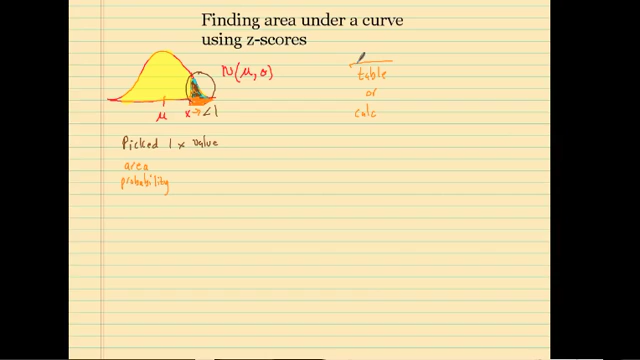 Finding area under a curve
using z-scores
N(μ, σ)
μ x → <1
Picked 1 x value
area
probability
table
or
calc